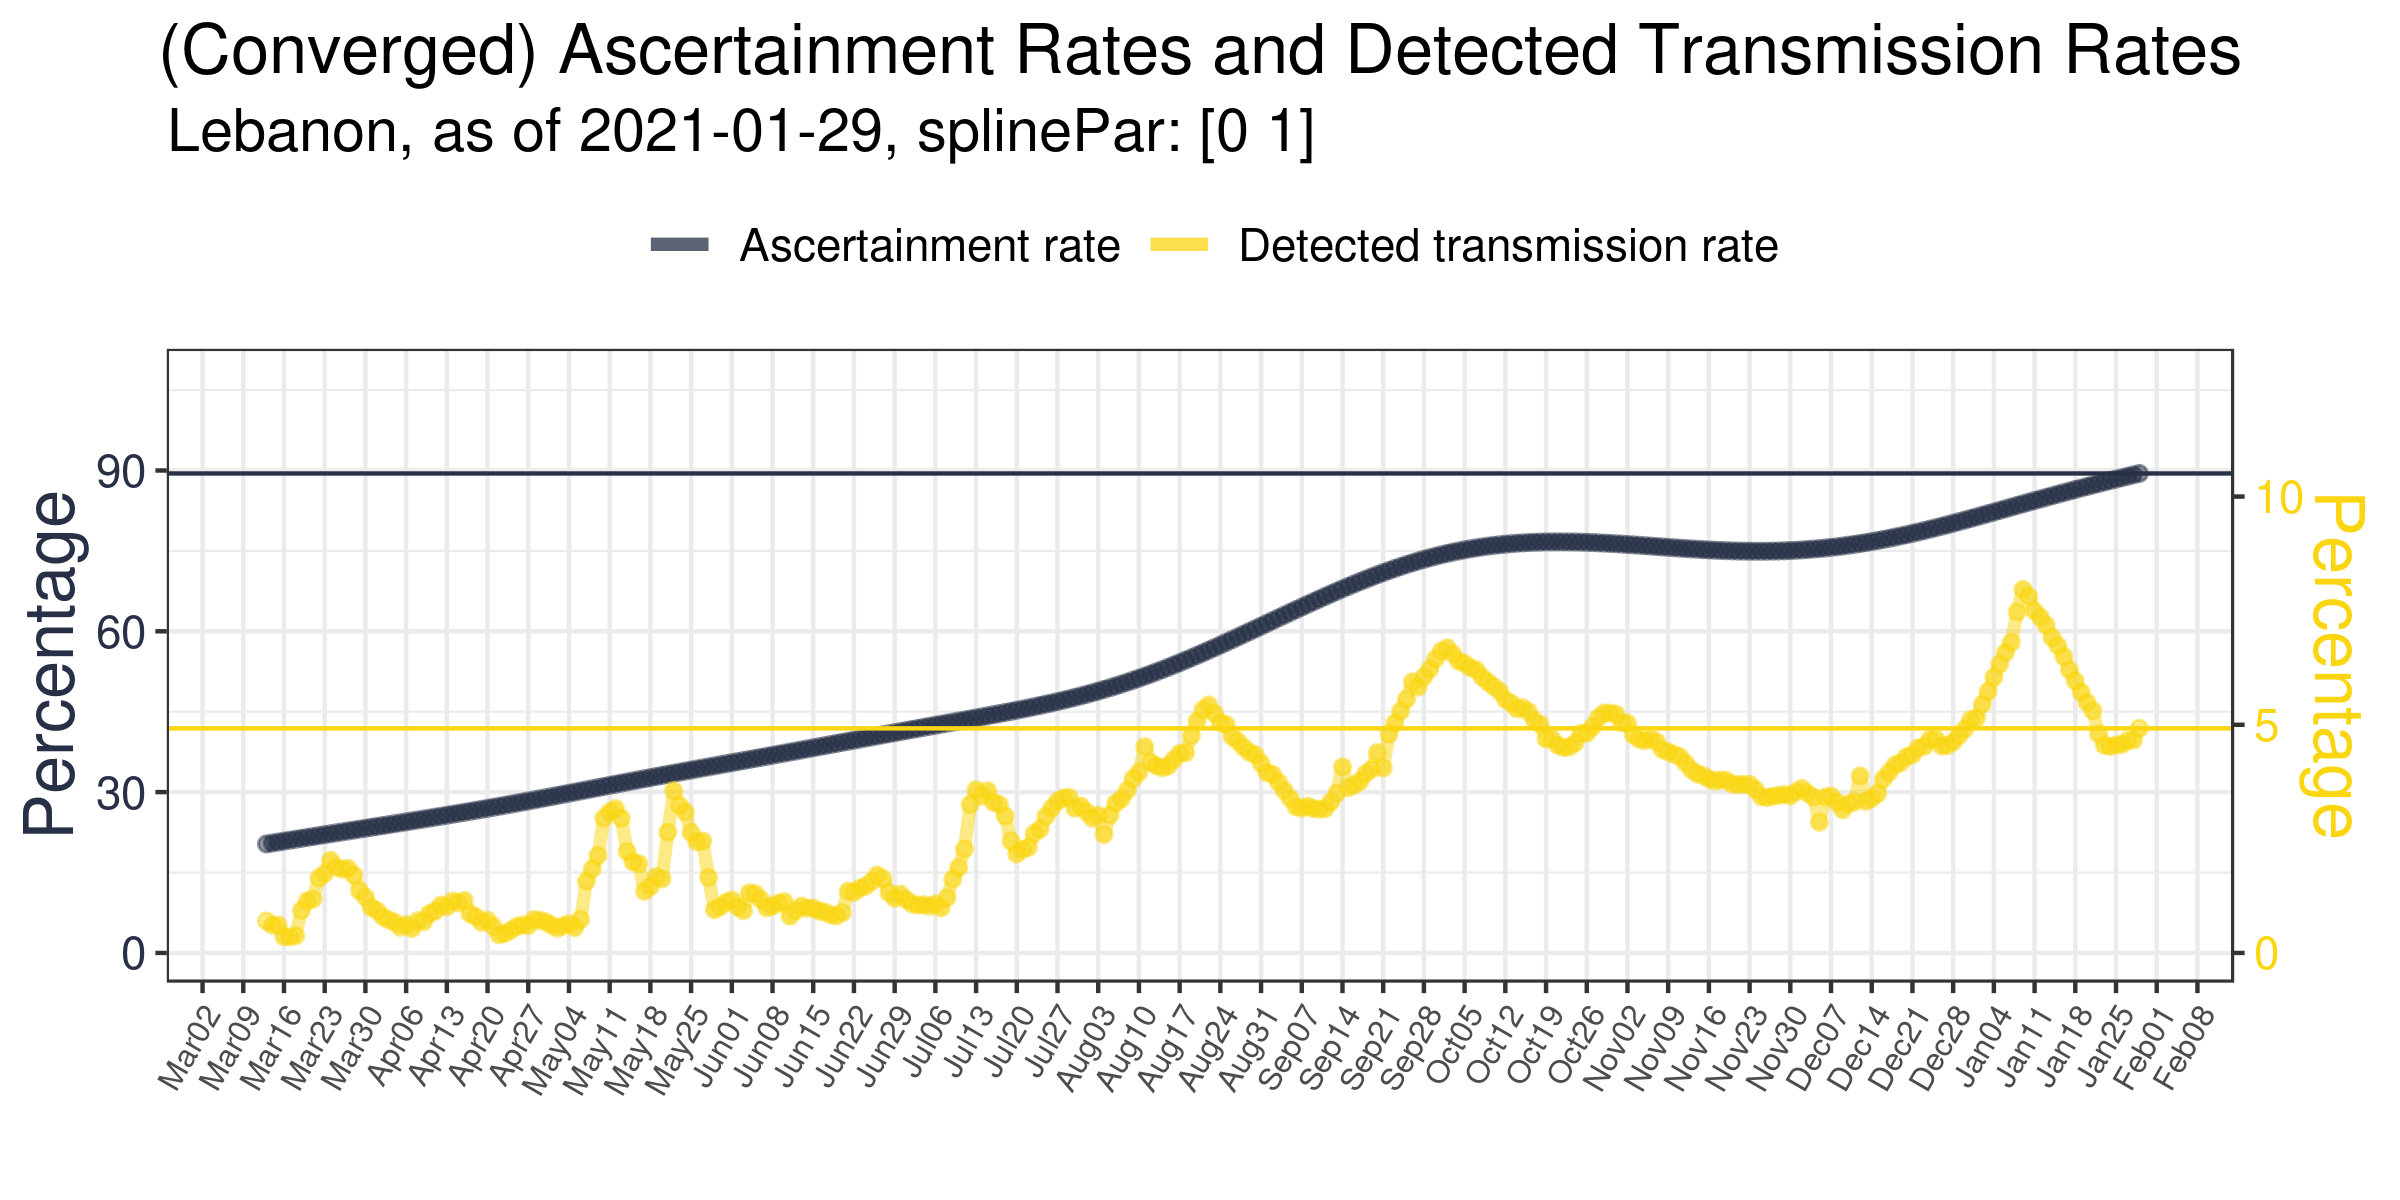 (Converged) Ascertainment Rates and Detected Transmission Rates
Lebanon, as of 2021-01-29, splinePar: [0 1]
Ascertainment rate
Detected transmission rate
Percentage
90
60
30
0
10
5
0
Percentage
Mar02
Mar09
Mar16
Mar23
Mar30
Apr06
Apr13
Apr20
Apr27
May04
May11
May18
May25
Jun01
Jun08
Jun15
Jun22
Jun29
Jul06
Jul13
Jul20
Jul27
Aug03
Aug10
Aug17
Aug24
Aug31
Sep07
Sep14
Sep21
Sep28
Oct05
Oct12
Oct19
Oct26
Nov02
Nov09
Nov16
Nov23
Nov30
Dec07
Dec14
Dec21
Dec28
Jan04
Jan11
Jan18
Jan25
Feb01
Feb08